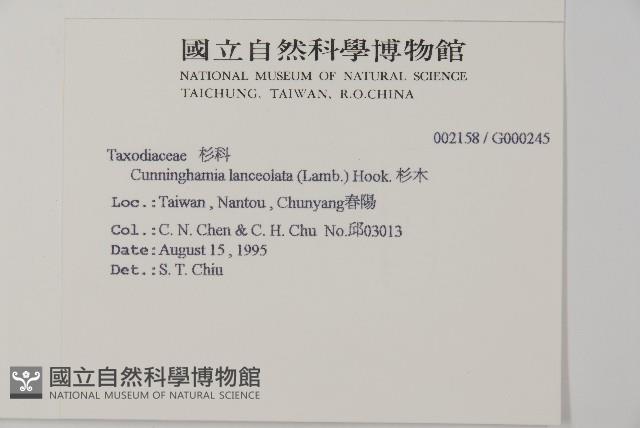 國立自然科學博物館
NATIONAL MUSEUM OF NATURAL SCIENCE
TAICHUNG, TAIWAN, R.O.CHINA
002158 / G000245
Taxodiaceae 杉科
Cunninghamia lanceolata (Lamb.) Hook. 杉木
Loc.: Taiwan , Nantou , Chunyang春陽
Col.: C. N. Chen & C. H. Chu No.邱03013
Date: August 15 , 1995
Det.: S. T. Chiu
國立自然科學博物館
NATIONAL MUSEUM OF NATURAL SCIENCE